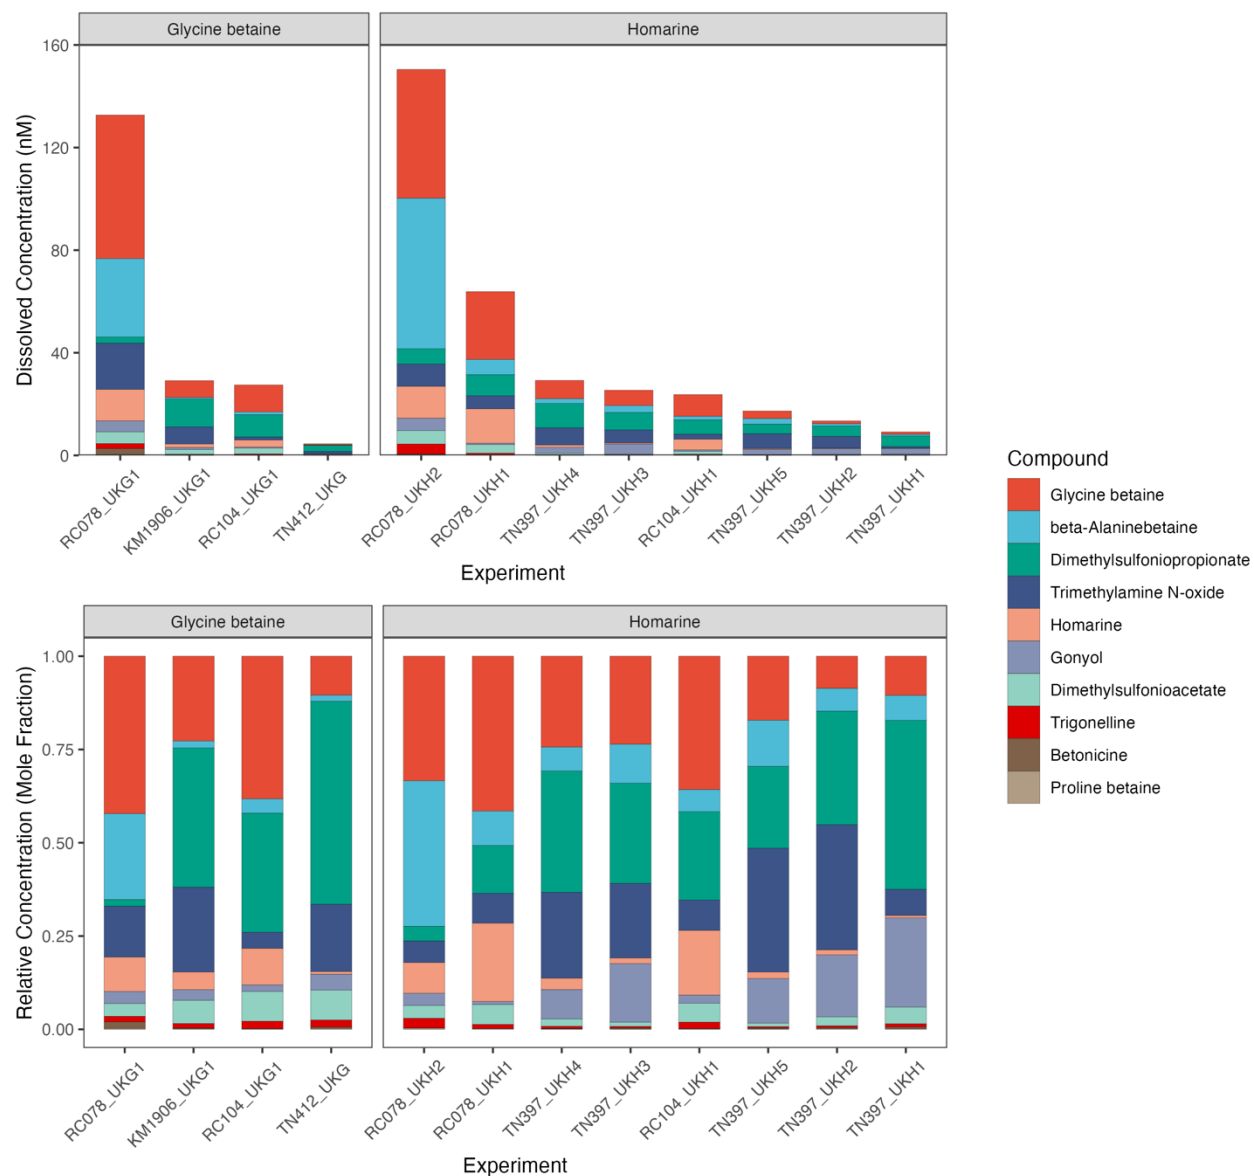 Glycine betaine
Homarine
Dissolved Concentration (nM)
160
120
80
40
0
RC078_UKG1
KM1906_UKG1
RC104_UKG1
TN412_UKG
RC078_UKH2
RC078_UKH1
TN397_UKH4
TN397_UKH3
RC104_UKH1
TN397_UKH5
TN397_UKH2
TN397_UKH1
Experiment
Compound
Glycine betaine
beta-Alaninebetaine
Dimethylsulfoniopropionate
Trimethylamine N-oxide
Homarine
Gonyol
Dimethylsulfonioacetate
Trigonelline
Betonicine
Proline betaine
Glycine betaine
Homarine
Relative Concentration (Mole Fraction)
1.00
0.75
0.50
0.25
0.00
RC078_UKG1
KM1906_UKG1
RC104_UKG1
TN412_UKG
RC078_UKH2
RC078_UKH1
TN397_UKH4
TN397_UKH3
RC104_UKH1
TN397_UKH5
TN397_UKH2
TN397_UKH1
Experiment